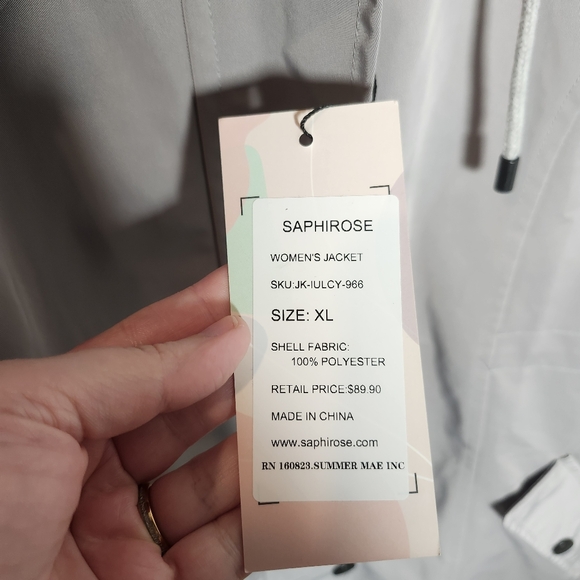 SAPHIROSE
WOMEN'S JACKET
SKU:JK-IULCY-966
SIZE: XL
SHELL FABRIC:
100% POLYESTER
RETAIL PRICE:$89.90
MADE IN CHINA
www.saphirose.com
RN 160823.SUMMER MAE INC